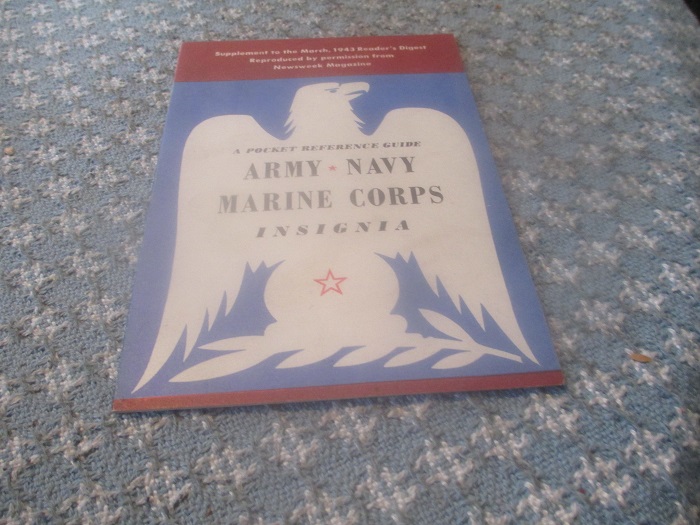 Supplement to the March, 1943 Reader's Digest
Reproduced by permission from
Newsweek Magazine
A POCKET REFERENCE GUIDE
ARMY ★ NAVY
MARINE CORPS
INSIGNIA